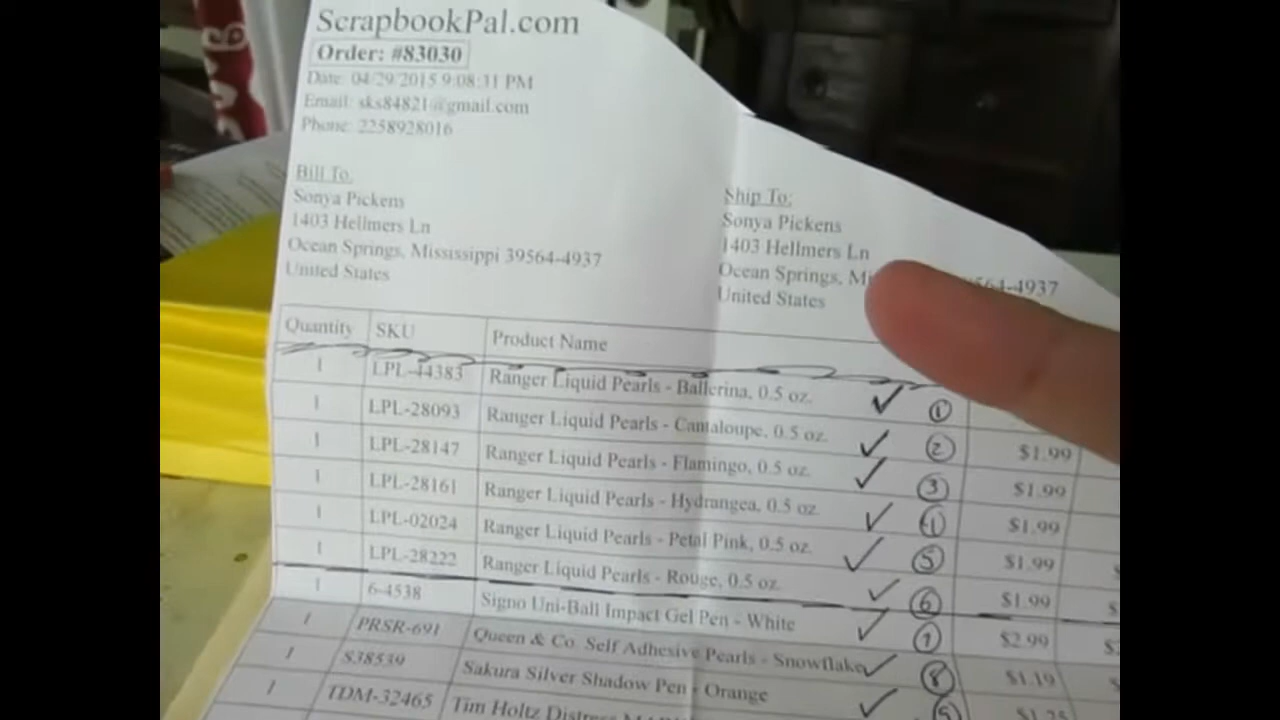 ScrapbookPal.com
Order: #83030
Date: 04/29/2015 9:08:31 PM
Email: sks84821@gmail.com
Phone: 2258928016
Bill To:
Sonya Pickens
1403 Hellmers Ln
Ocean Springs, Mississippi 39564-4937
United States
Ship To:
Sonya Pickens
1403 Hellmers Ln
Ocean Springs, Mi 564-4937
United States
Quantity SKU Product Name
1 LPL-44383 Ranger Liquid Pearls - Ballerina, 0.5 oz. ✓ ①
1 LPL-28093 Ranger Liquid Pearls - Cantaloupe, 0.5 oz. ✓ ② $1.99
1 LPL-28147 Ranger Liquid Pearls - Flamingo, 0.5 oz. ✓ ③ $1.99
1 LPL-28161 Ranger Liquid Pearls - Hydrangea, 0.5 oz. ✓ ④ $1.99
1 LPL-02024 Ranger Liquid Pearls - Petal Pink, 0.5 oz. ✓ ⑤ $1.99
1 LPL-28222 Ranger Liquid Pearls - Rouge, 0.5 oz. ✓ ⑥ $1.99
1 6-4538 Signo Uni-Ball Impact Gel Pen - White ✓ ⑦ $2.99
1 PRSR-691 Queen & Co. Self Adhesive Pearls - Snowflake ✓ ⑧ $1.19
1 S38539 Sakura Silver Shadow Pen - Orange ✓ ⑨ $1.25
1 TDM-32465 Tim Holtz Distress